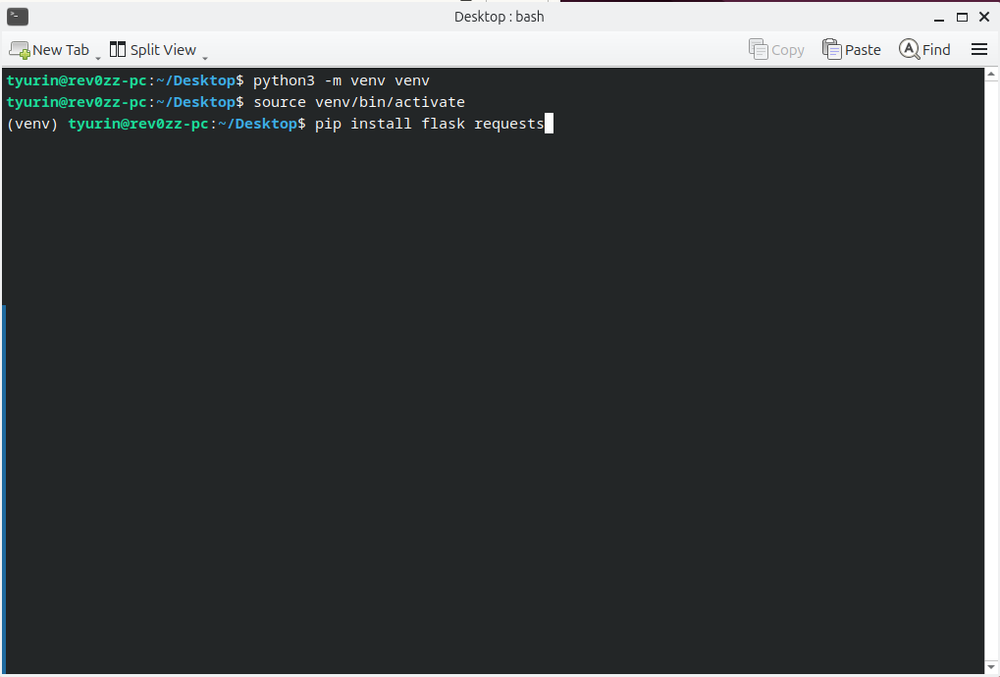 Desktop : bash
New Tab Split View Copy Paste Find
tyurin@rev0zz-pc:~/Desktop$ python3 -m venv venv
tyurin@rev0zz-pc:~/Desktop$ source venv/bin/activate
(venv) tyurin@rev0zz-pc:~/Desktop$ pip install flask requests